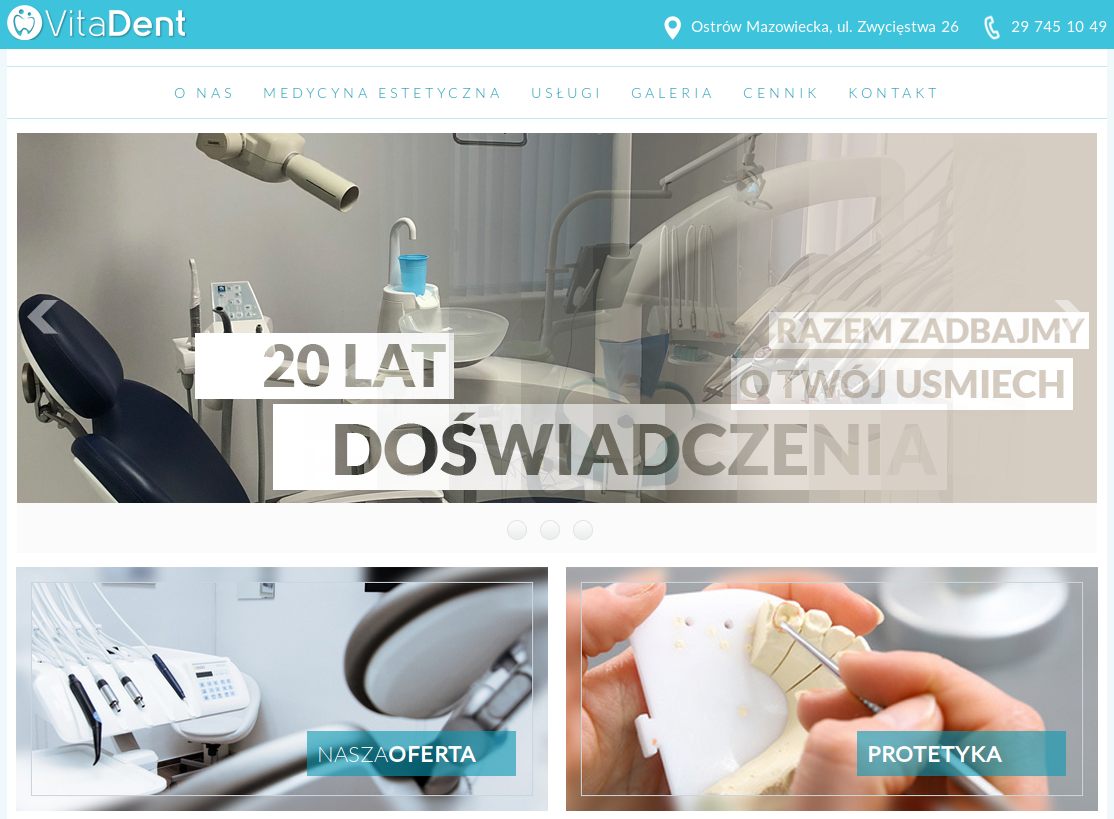 VitaDent
Ostrów Mazowiecka, ul. Zwycięstwa 26
29 745 10 49
O NAS
MEDYCYNA ESTETYCZNA
USŁUGI
GALERIA
CENNIK
KONTAKT
20 LAT
DOŚWIADCZENIA
RAZEM ZADBAJMY
O TWÓJ USMIECH
NASZAOFERTA
PROTETYKA